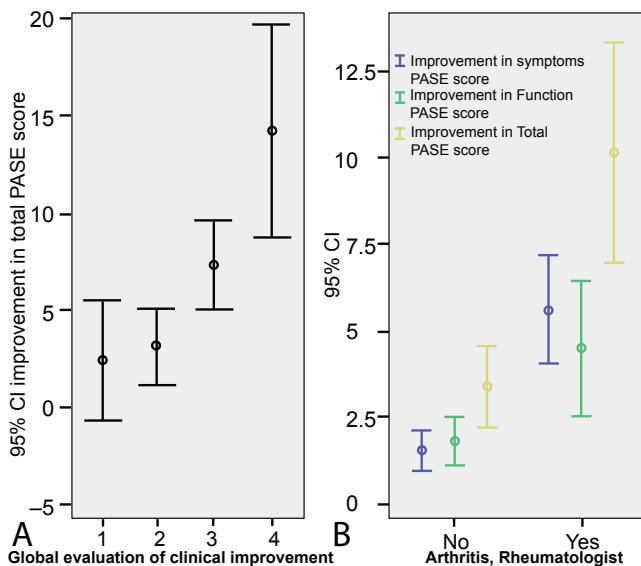 95% CI improvement in total PASE score
20
15
10
5
0
–5
1 2 3 4
A
Global evaluation of clinical improvement
95% CI
12.5
10
7.5
5
2.5
0
Improvement in symptoms
PASE score
Improvement in Function
PASE score
Improvement in Total
PASE score
No Yes
B
Arthritis, Rheumatologist